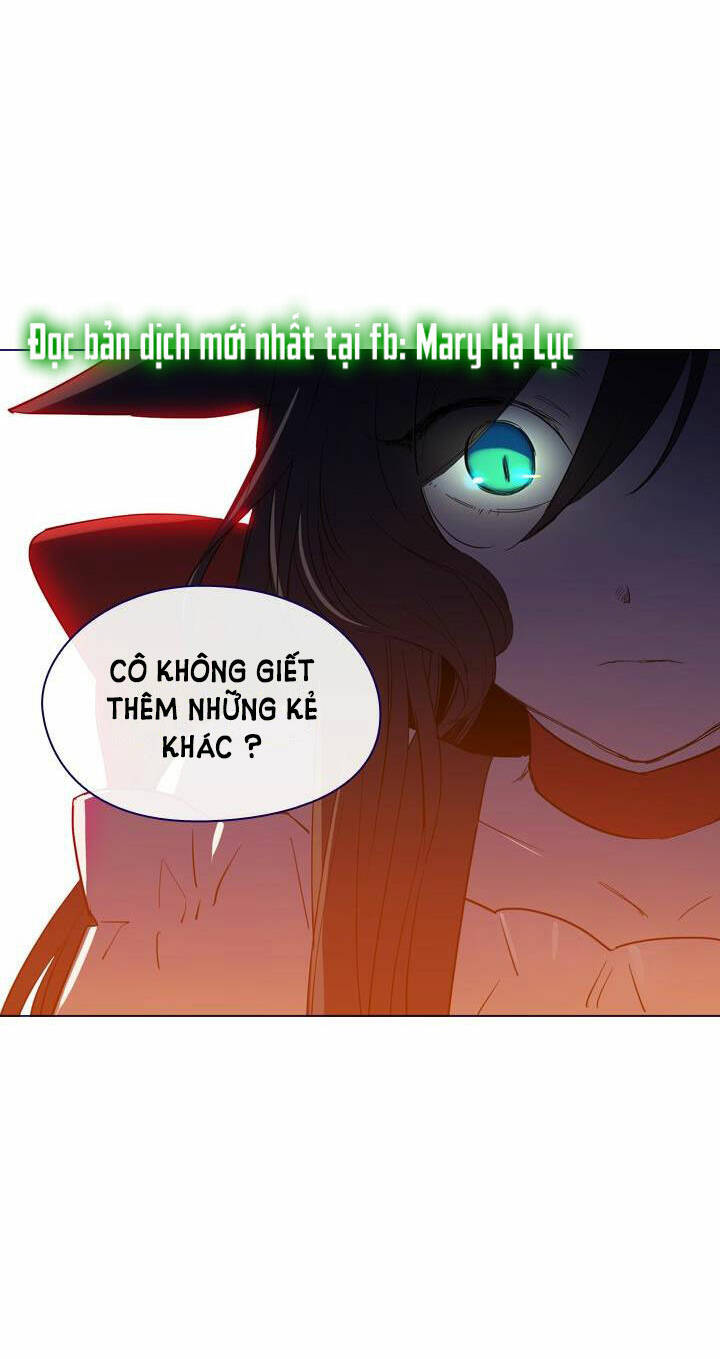 Đọc bản dịch mới nhất tại fb: Mary Hạ Lục
CÔ KHÔNG GIẾT
THÊM NHỮNG KẺ
KHÁC ?